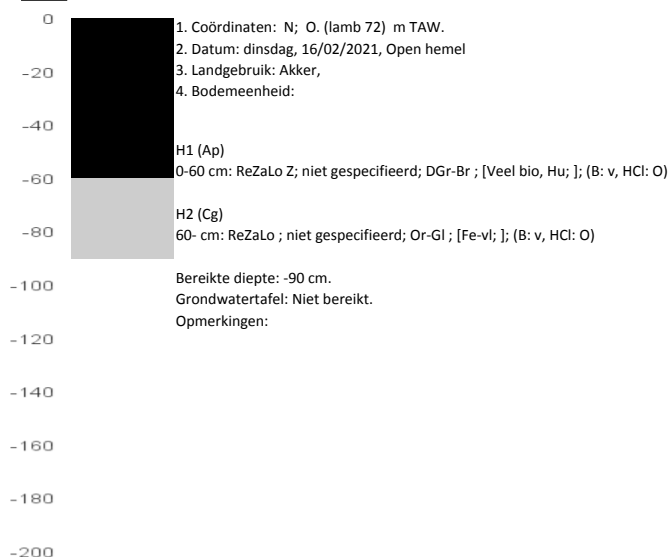 0
-20
-40
-60
-80
-100
-120
-140
-160
-180
-200
1. Coördinaten: N; O. (lamb 72) m TAW.
2. Datum: dinsdag, 16/02/2021, Open hemel
3. Landgebruik: Akker,
4. Bodemeenheid:
H1 (Ap)
0-60 cm: ReZaLo Z; niet gespecifieerd; DGr-Br ; [Veel bio, Hu; ]; (B: v, HCl: O)
H2 (Cg)
60- cm: ReZaLo ; niet gespecifieerd; Or-Gl ; [Fe-vl; ]; (B: v, HCl: O)
Bereikte diepte: -90 cm.
Grondwatertafel: Niet bereikt.
Opmerkingen: